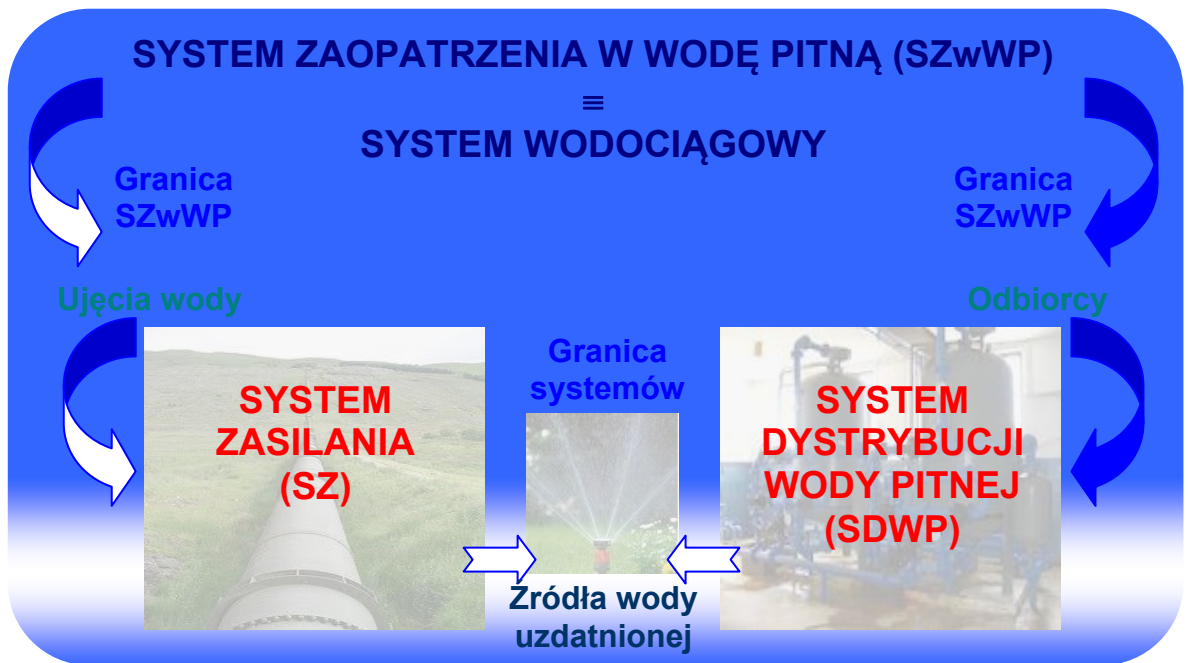 SYSTEM ZAOPATRZENIA W WODĘ PITNĄ (SZwWP)
≡
SYSTEM WODOCIĄGOWY
Granica
SZwWP
Granica
SZwWP
Ujęcia wody
Odbiorcy
SYSTEM
ZASILANIA
(SZ)
Granica
systemów
SYSTEM
DYSTRYBUCJI
WODY PITNEJ
(SDWP)
Źródła wody
uzdatnionej